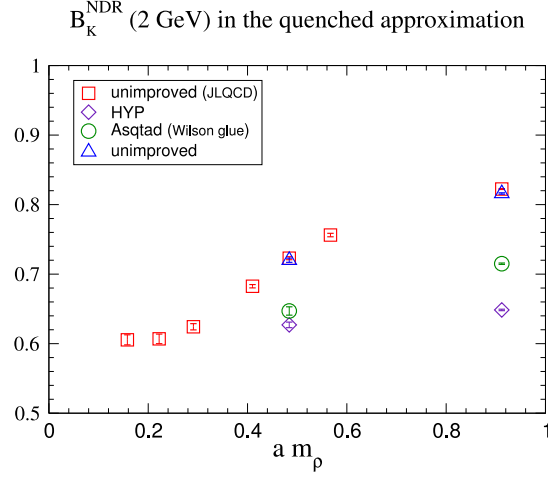 B_K^NDR (2 GeV) in the quenched approximation
1
0.9
0.8
0.7
0.6
0.5
unimproved (JLQCD)
HYP
Asqtad (Wilson glue)
unimproved
0 0.2 0.4 0.6 0.8 1
a m_ρ